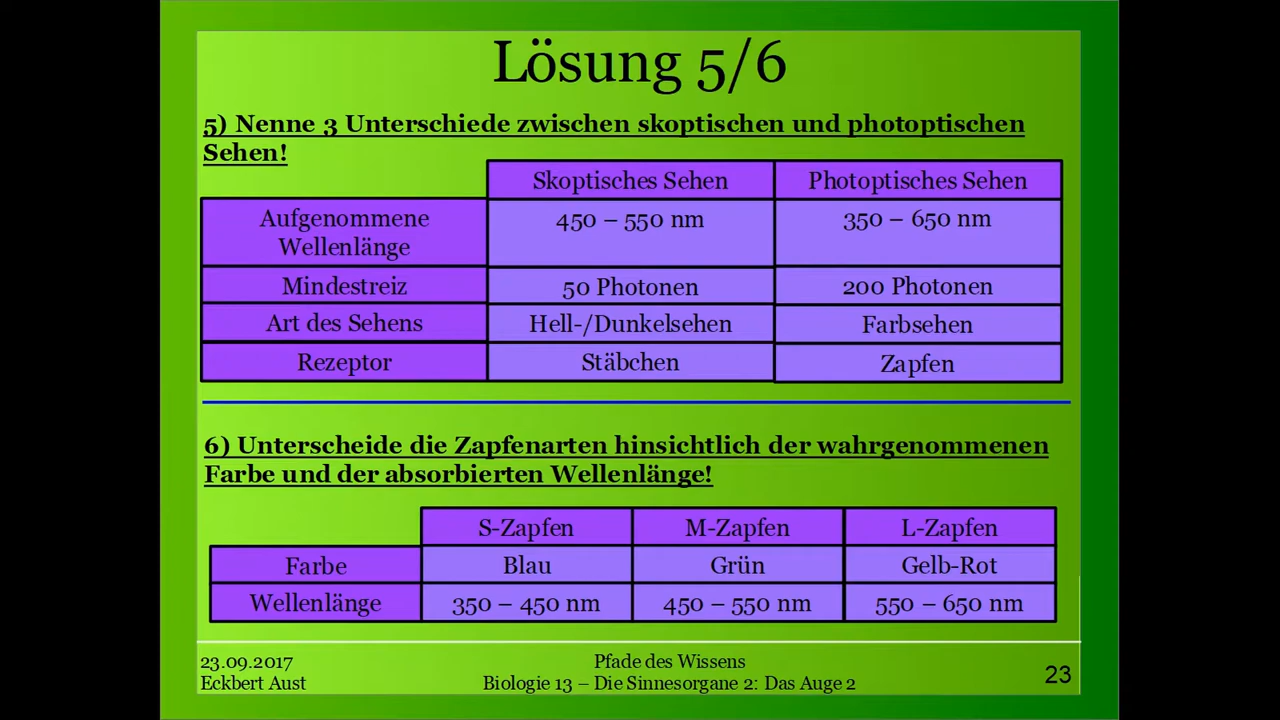 Lösung 5/6
5) Nenne 3 Unterschiede zwischen skoptischen und photoptischen
Sehen!
Skoptisches Sehen Photoptisches Sehen
Aufgenommene
Wellenlänge 450 – 550 nm 350 – 650 nm
Mindestreiz 50 Photonen 200 Photonen
Art des Sehens Hell-/Dunkelsehen Farbsehen
Rezeptor Stäbchen Zapfen
6) Unterscheide die Zapfenarten hinsichtlich der wahrgenommenen
Farbe und der absorbierten Wellenlänge!
S-Zapfen M-Zapfen L-Zapfen
Farbe Blau Grün Gelb-Rot
Wellenlänge 350 – 450 nm 450 – 550 nm 550 – 650 nm
23.09.2017 Pfade des Wissens
Eckbert Aust Biologie 13 – Die Sinnesorgane 2: Das Auge 2 23